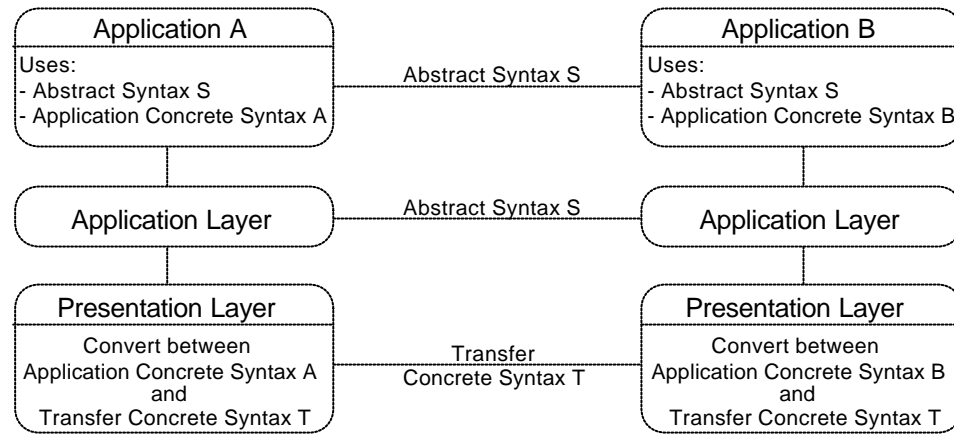 Application A
Uses:
- Abstract Syntax S
- Application Concrete Syntax A
Abstract Syntax S
Application B
Uses:
- Abstract Syntax S
- Application Concrete Syntax B
Application Layer
Abstract Syntax S
Application Layer
Presentation Layer
Convert between
Application Concrete Syntax A
and
Transfer Concrete Syntax T
Transfer
Concrete Syntax T
Presentation Layer
Convert between
Application Concrete Syntax B
and
Transfer Concrete Syntax T